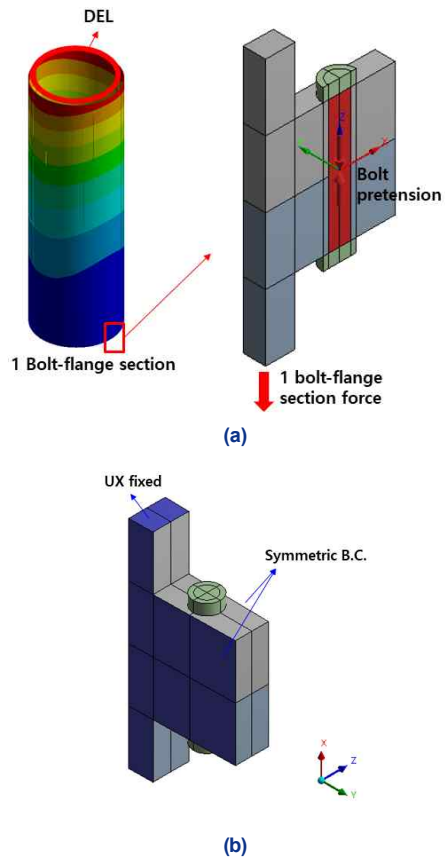 DEL
Z
X
Bolt
pretension
1 Bolt-flange section
1 bolt-flange
section force
(a)
UX fixed
Symmetric B.C.
X
Z
Y
(b)